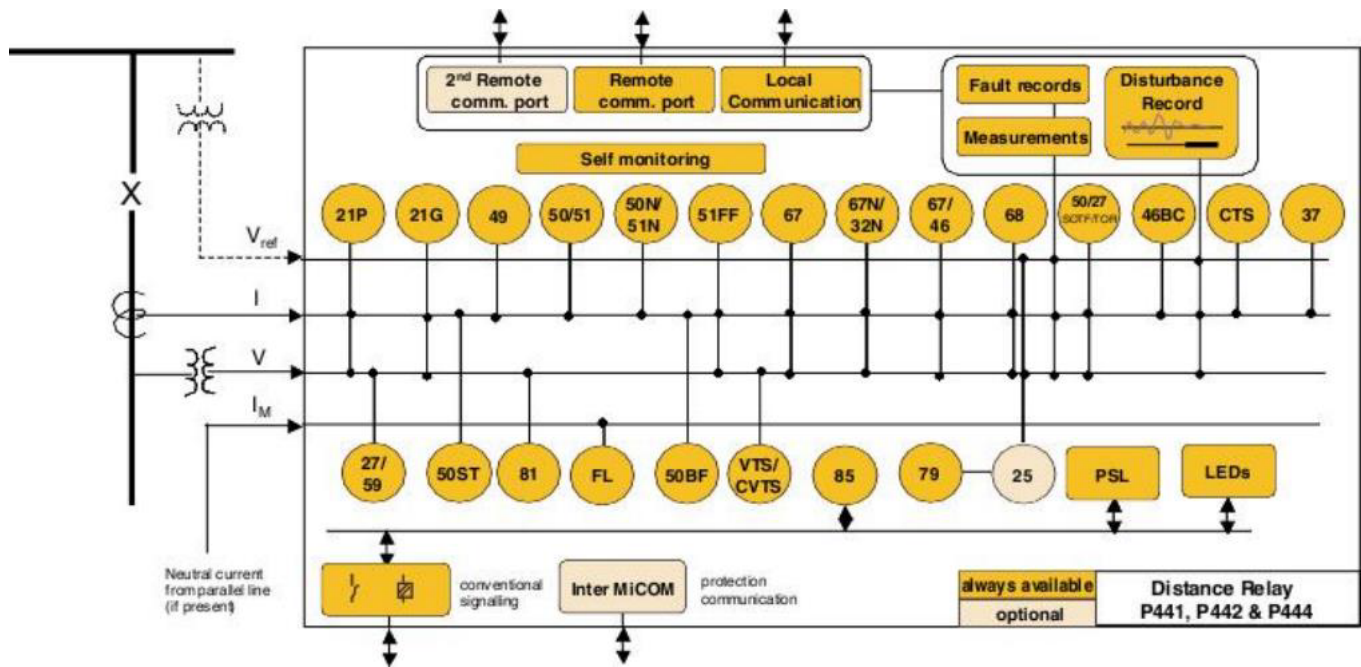 2nd Remote
comm. port
Remote
comm. port
Local
Communication
Fault records
Measurements
Disturbance
Record
Self monitoring
X
21P
21G
49
50/51
50N/
51N
51FF
67
67N/
32N
67/
46
68
50/27
SOTF/TOR
46BC
CTS
37
Vref
I
V
IM
27/
59
50ST
81
FL
50BF
VTS/
CVTS
85
79
25
PSL
LEDs
Neutral current
from parallel line
(if present)
conventional
signalling
Inter MiCOM
protection
communication
always available
optional
Distance Relay
P441, P442 & P444